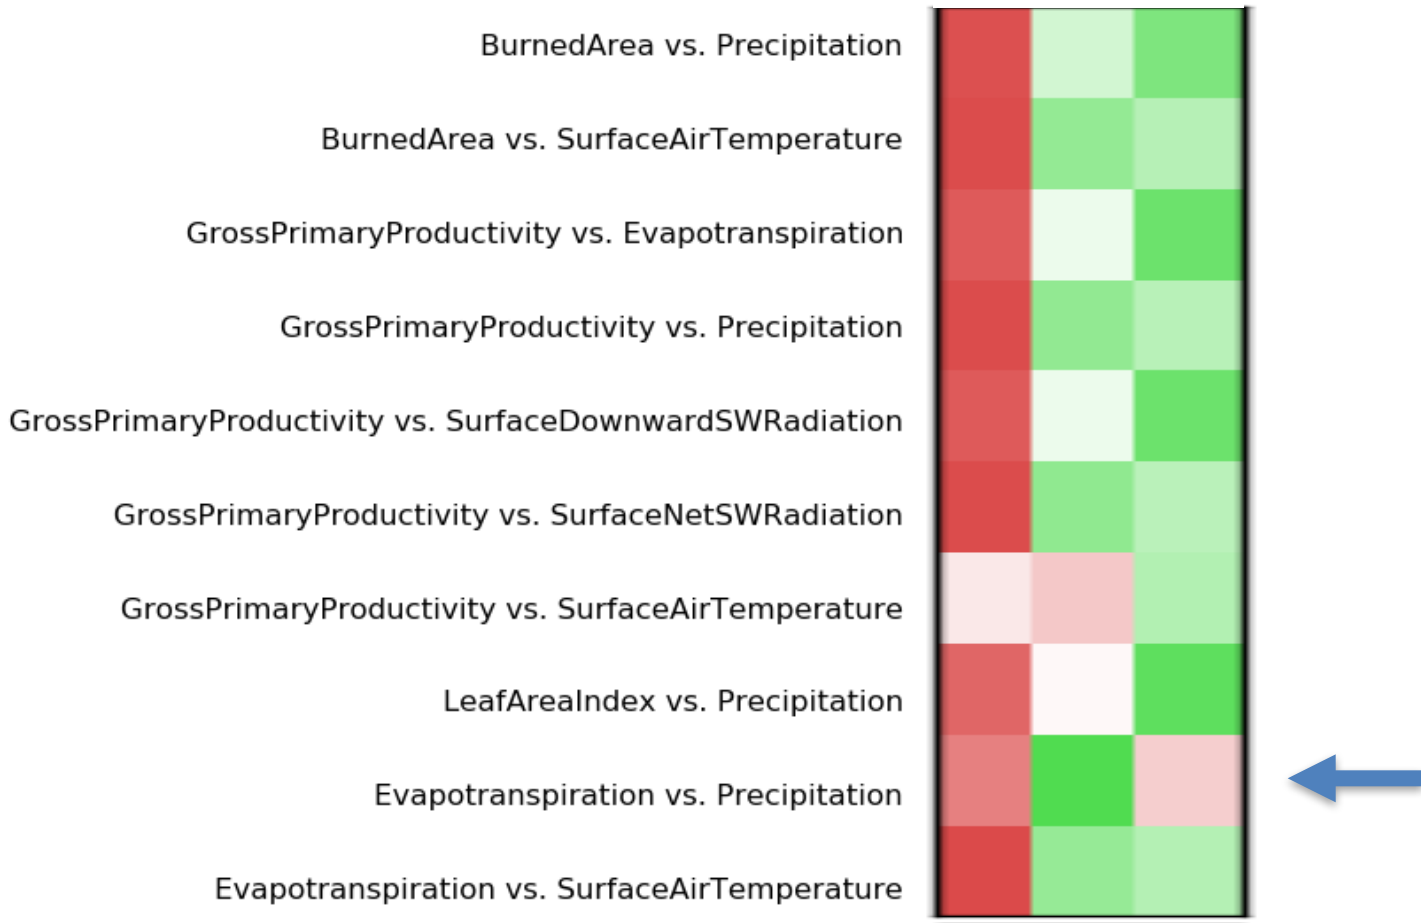 BurnedArea vs. Precipitation
BurnedArea vs. SurfaceAirTemperature
GrossPrimaryProductivity vs. Evapotranspiration
GrossPrimaryProductivity vs. Precipitation
GrossPrimaryProductivity vs. SurfaceDownwardSWRadiation
GrossPrimaryProductivity vs. SurfaceNetSWRadiation
GrossPrimaryProductivity vs. SurfaceAirTemperature
LeafAreaIndex vs. Precipitation
Evapotranspiration vs. Precipitation
Evapotranspiration vs. SurfaceAirTemperature